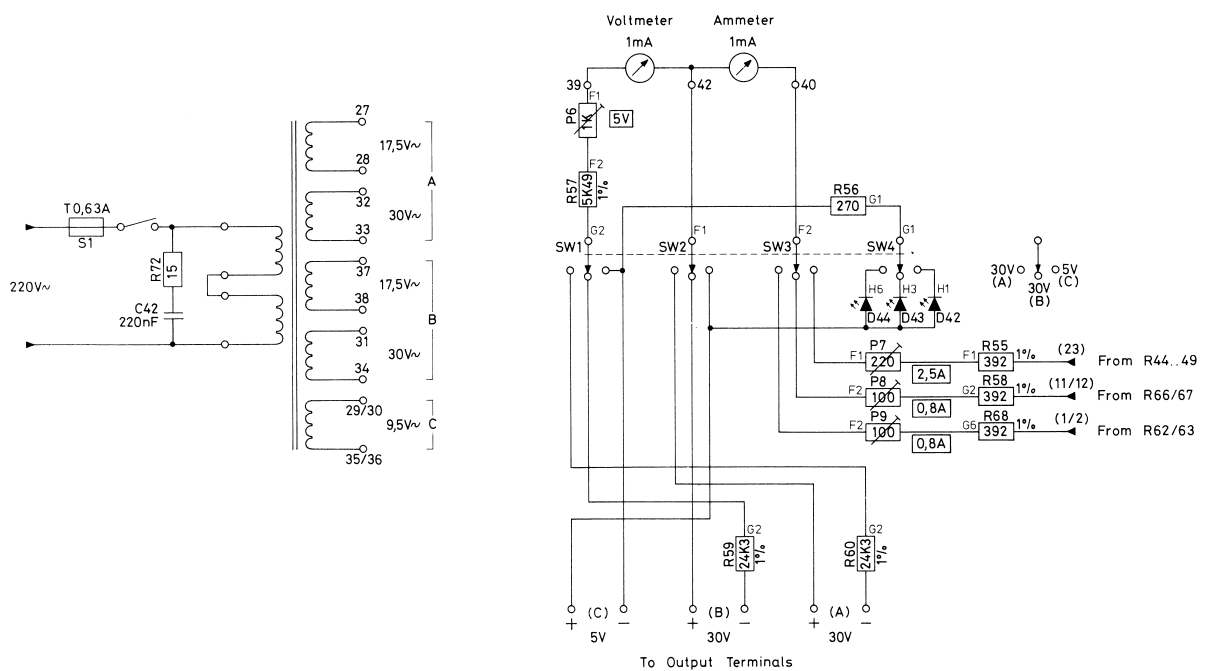 Voltmeter
Ammeter
1mA
1mA
39
42
40
F1
P6
1K
5V
F2
R57
5K49
1%
G2
R56
270
G1
F1
F2
G1
SW1
SW2
SW3
SW4
27
17,5V~
28
A
32
30V~
33
T0,63A
S1
R72
15
220V~
C42
220nF
37
17,5V~
38
B
31
30V~
34
29/30
9,5V~
C
35/36
H6
H3
H1
D44
D43
D42
30V
(A)
30V
(B)
5V
(C)
F1
P7
220
2,5A
F1
R55
392
1%
(23)
From R44..49
F2
P8
100
0,8A
G2
R58
392
1%
(11/12)
From R66/67
F2
P9
100
0,8A
G6
R68
392
1%
(1/2)
From R62/63
G2
R59
24K3
1%
G2
R60
24K3
1%
+ (C) −
5V
+ (B) −
30V
+ (A) −
30V
To Output Terminals